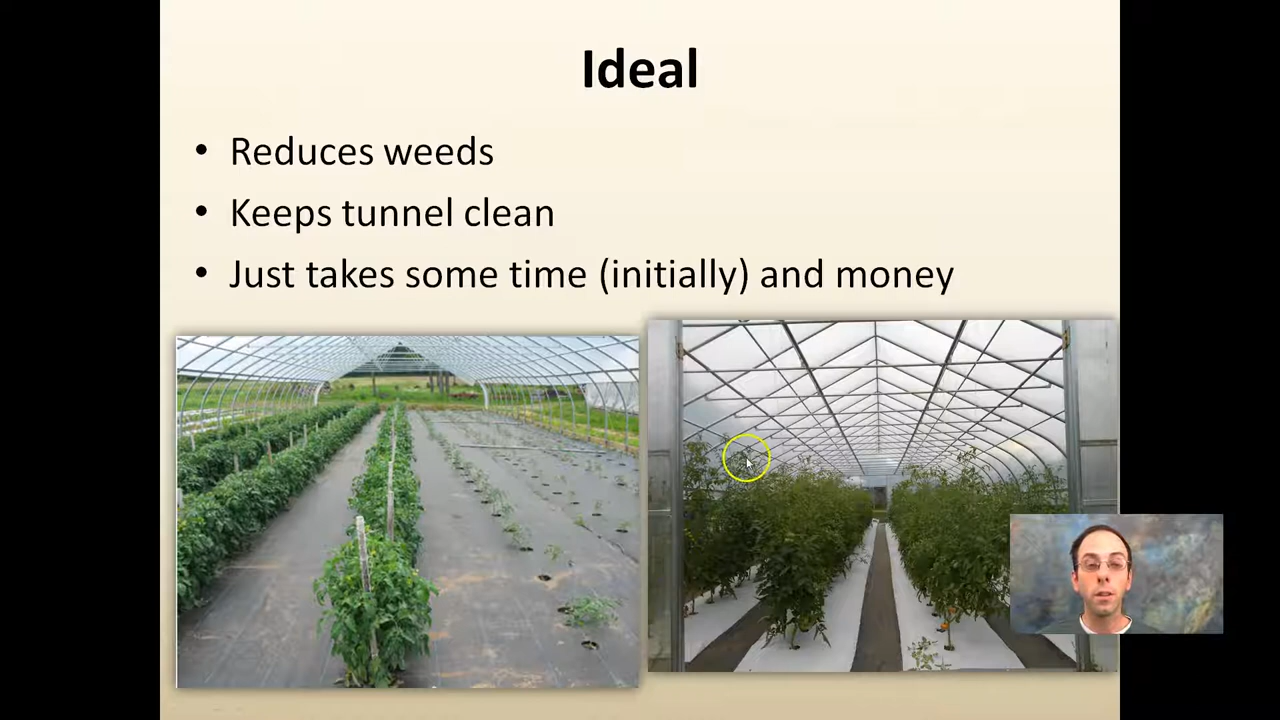 Ideal
• Reduces weeds
• Keeps tunnel clean
• Just takes some time (initially) and money